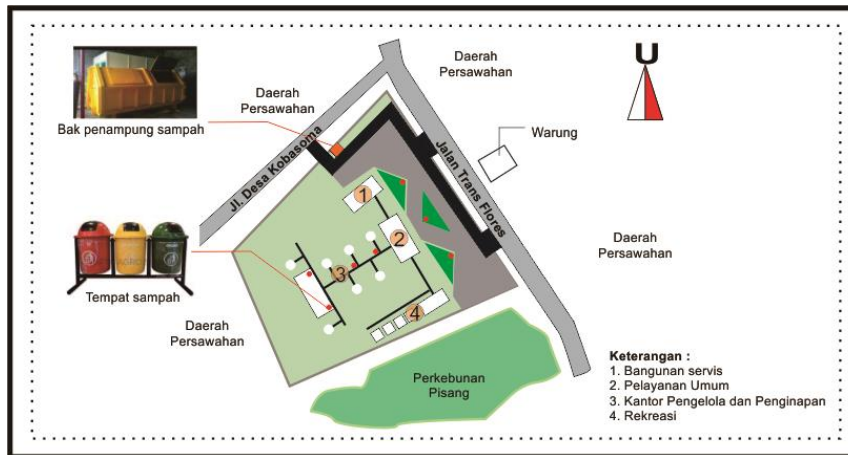 Bak penampung sampah
Daerah
Persawahan
Daerah
Persawahan
U
Jl. Desa Kobasoma
Jalan Trans Flores
Warung
1
2
3
4
Tempat sampah
Daerah
Persawahan
Daerah
Persawahan
Perkebunan
Pisang
Keterangan :
1. Bangunan servis
2. Pelayanan Umum
3. Kantor Pengelola dan Penginapan
4. Rekreasi